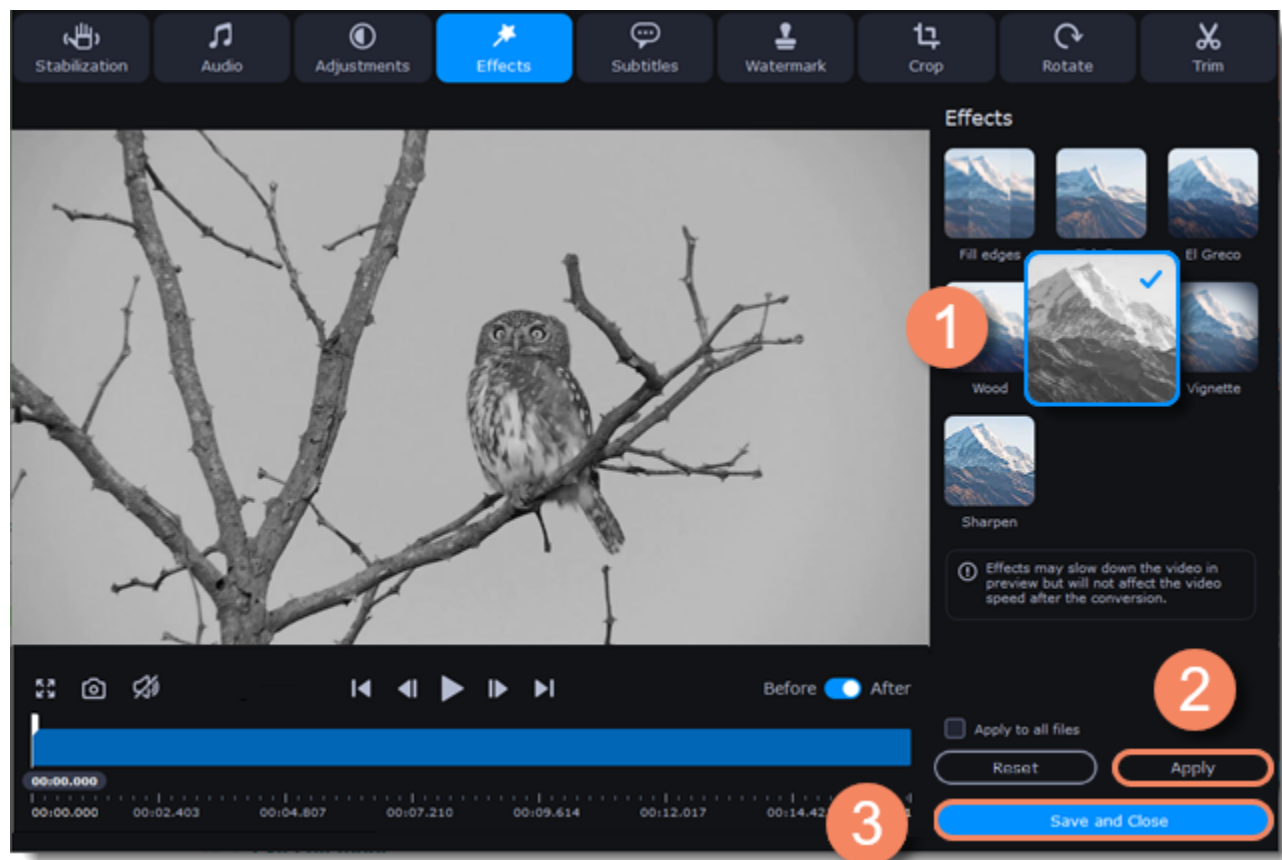 Stabilization
Audio
Adjustments
Effects
Subtitles
Watermark
Crop
Rotate
Trim
Effects
Fill edges
El Greco
1
Wood
Vignette
Sharpen
Effects may slow down the video in
preview but will not affect the video
speed after the conversion.
Before
After
2
Apply to all files
Reset
Apply
00:00.000
00:00.000
00:02.403
00:04.807
00:07.210
00:09.614
00:12.017
00:14.42
3
Save and Close